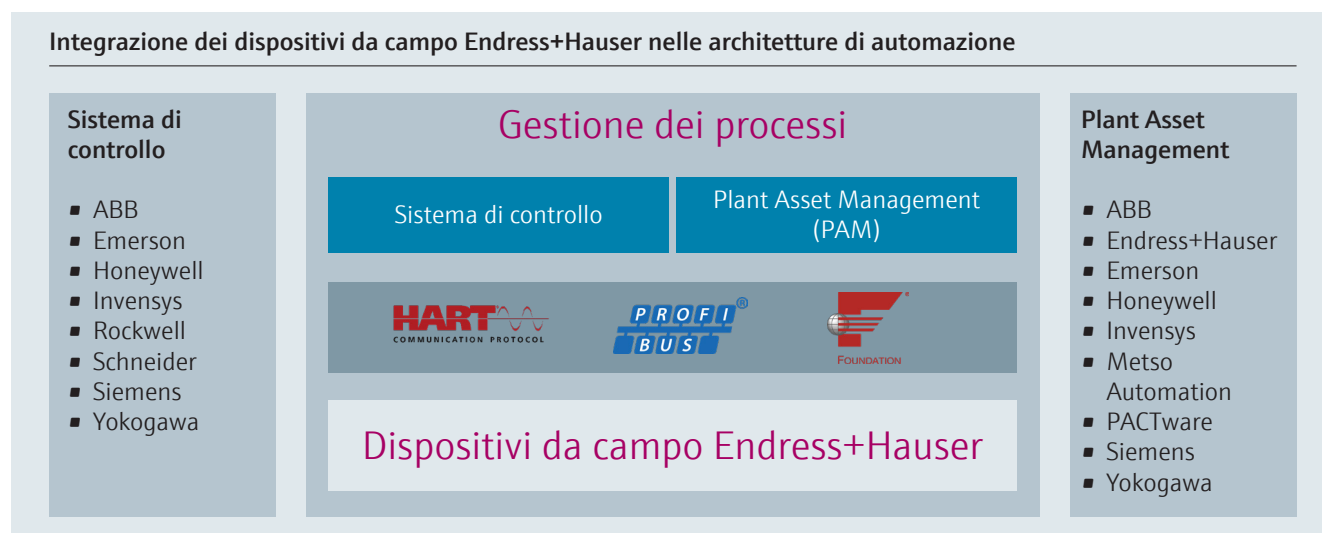 Integrazione dei dispositivi da campo Endress+Hauser nelle architetture di automazione
Sistema di
controllo
▪ ABB
▪ Emerson
▪ Honeywell
▪ Invensys
▪ Rockwell
▪ Schneider
▪ Siemens
▪ Yokogawa
Gestione dei processi
Sistema di controllo
Plant Asset Management
(PAM)
HART
COMMUNICATION PROTOCOL
PROFI®
BUS
F
FOUNDATION
Dispositivi da campo Endress+Hauser
Plant Asset
Management
▪ ABB
▪ Endress+Hauser
▪ Emerson
▪ Honeywell
▪ Invensys
▪ Metso
Automation
▪ PACTware
▪ Siemens
▪ Yokogawa